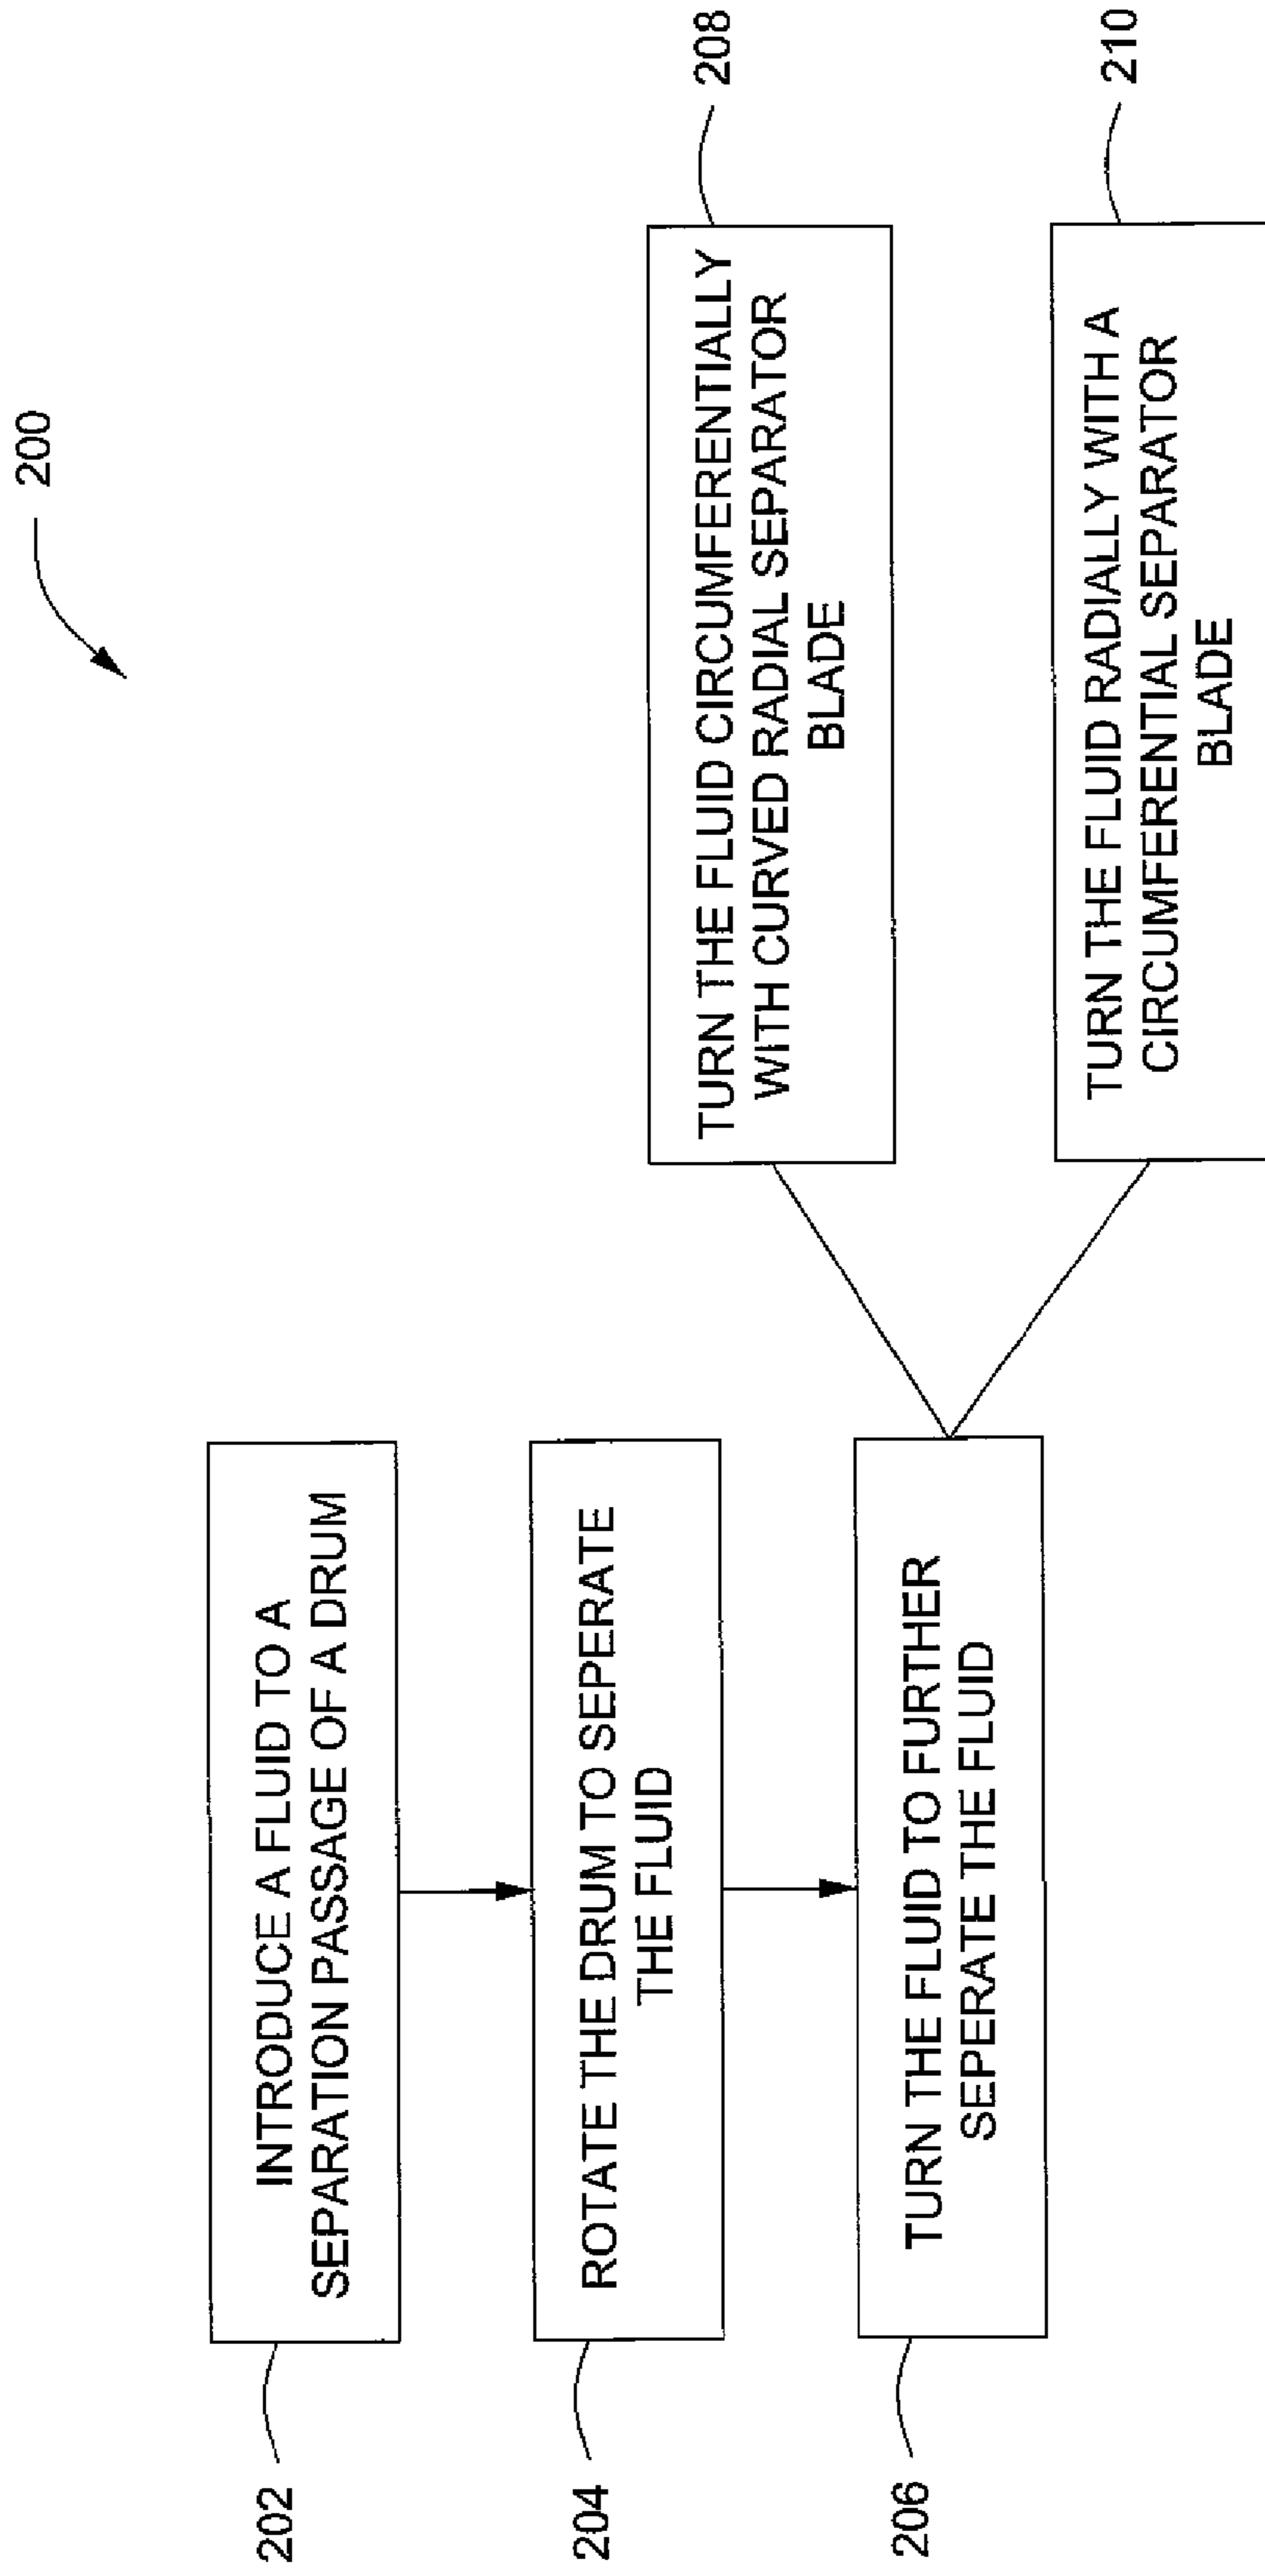 200
202
INTRODUCE A FLUID TO A
SEPARATION PASSAGE OF A DRUM
204
ROTATE THE DRUM TO SEPERATE
THE FLUID
206
TURN THE FLUID TO FURTHER
SEPERATE THE FLUID
TURN THE FLUID CIRCUMFERENTIALLY
WITH CURVED RADIAL SEPARATOR
BLADE
208
TURN THE FLUID RADIALLY WITH A
CIRCUMFERENTIAL SEPARATOR
BLADE
210